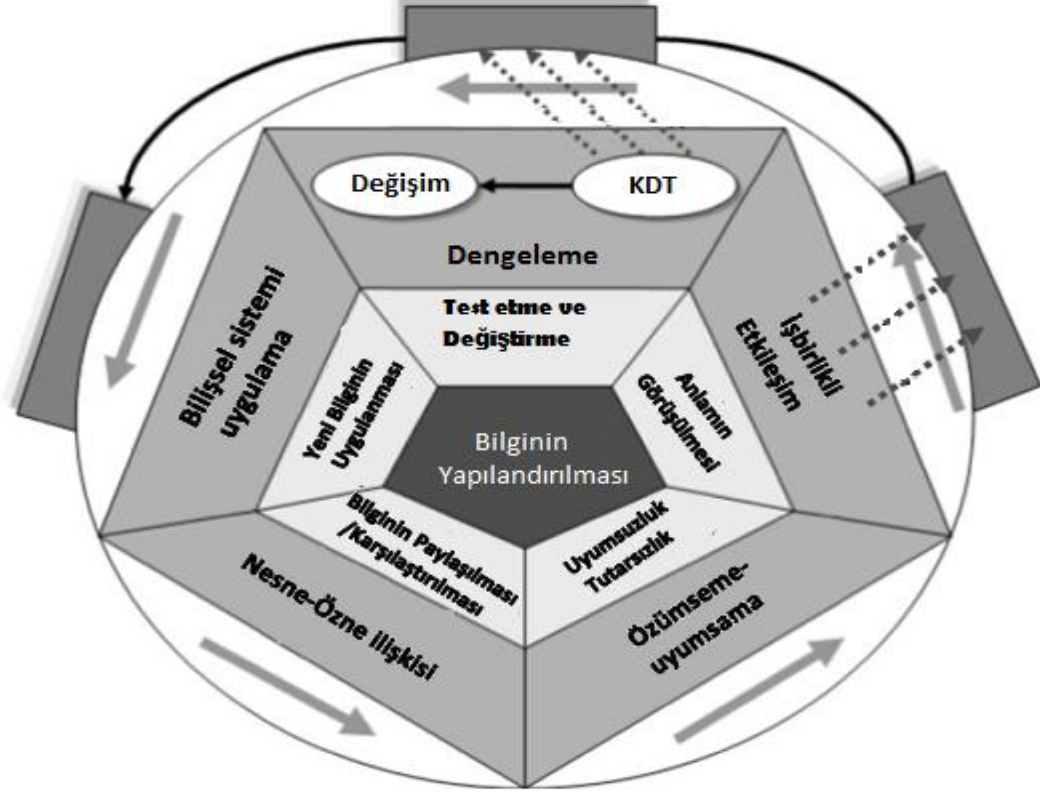 Değişim
KDT
Dengeleme
Test etme ve
Değiştirme
Bilişsel sistemi
uygulama
Yeni Bilginin
Uygulanması
Anlamın
Görüşülmesi
İşbirlikli
Etkileşim
Bilginin
Yapılandırılması
Bilginin Paylaşılması
/Karşılaştırılması
Uyumsuzluk
Tutarsızlık
Nesne-Özne ilişkisi
Özümseme-
uyumsama